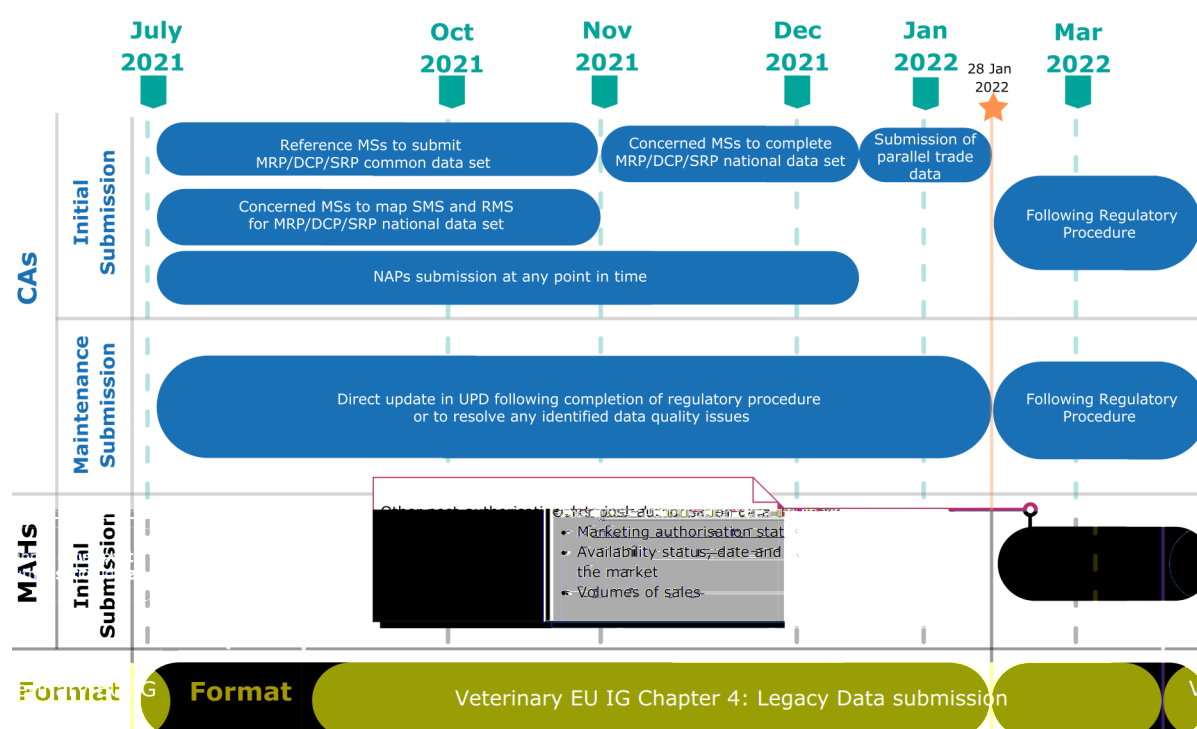 July
2021
Oct
2021
Nov
2021
Dec
2021
Jan
2022
28 Jan
2022
Mar
2022
CAs
Initial
Submission
Reference MSs to submit
MRP/DCP/SRP common data set
Concerned MSs to complete
MRP/DCP/SRP national data set
Submission of
parallel trade
data
Concerned MSs to map SMS and RMS
for MRP/DCP/SRP national data set
NAPs submission at any point in time
Following Regulatory
Procedure
Maintenance
Submission
Direct update in UPD following completion of regulatory procedure
or to resolve any identified data quality issues
Following Regulatory
Procedure
MAHs
Initial
Submission
• Marketing authorisation stat
• Availability status, date and
the market
• Volumes of sales
Format
G
Format
Veterinary EU IG Chapter 4: Legacy Data submission
V